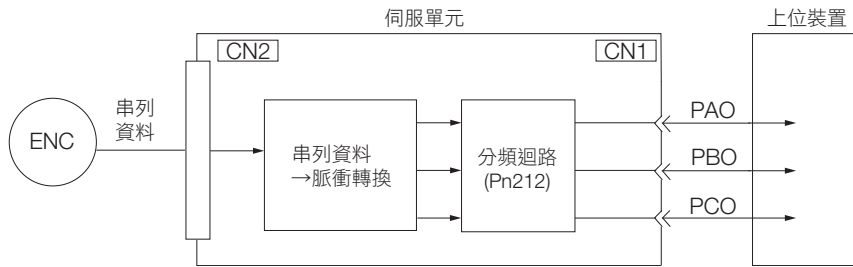 伺服單元
上位裝置
CN2
CN1
ENC
串列
資料
串列資料
→脈衝轉換
分頻迴路
(Pn212)
PAO
PBO
PCO